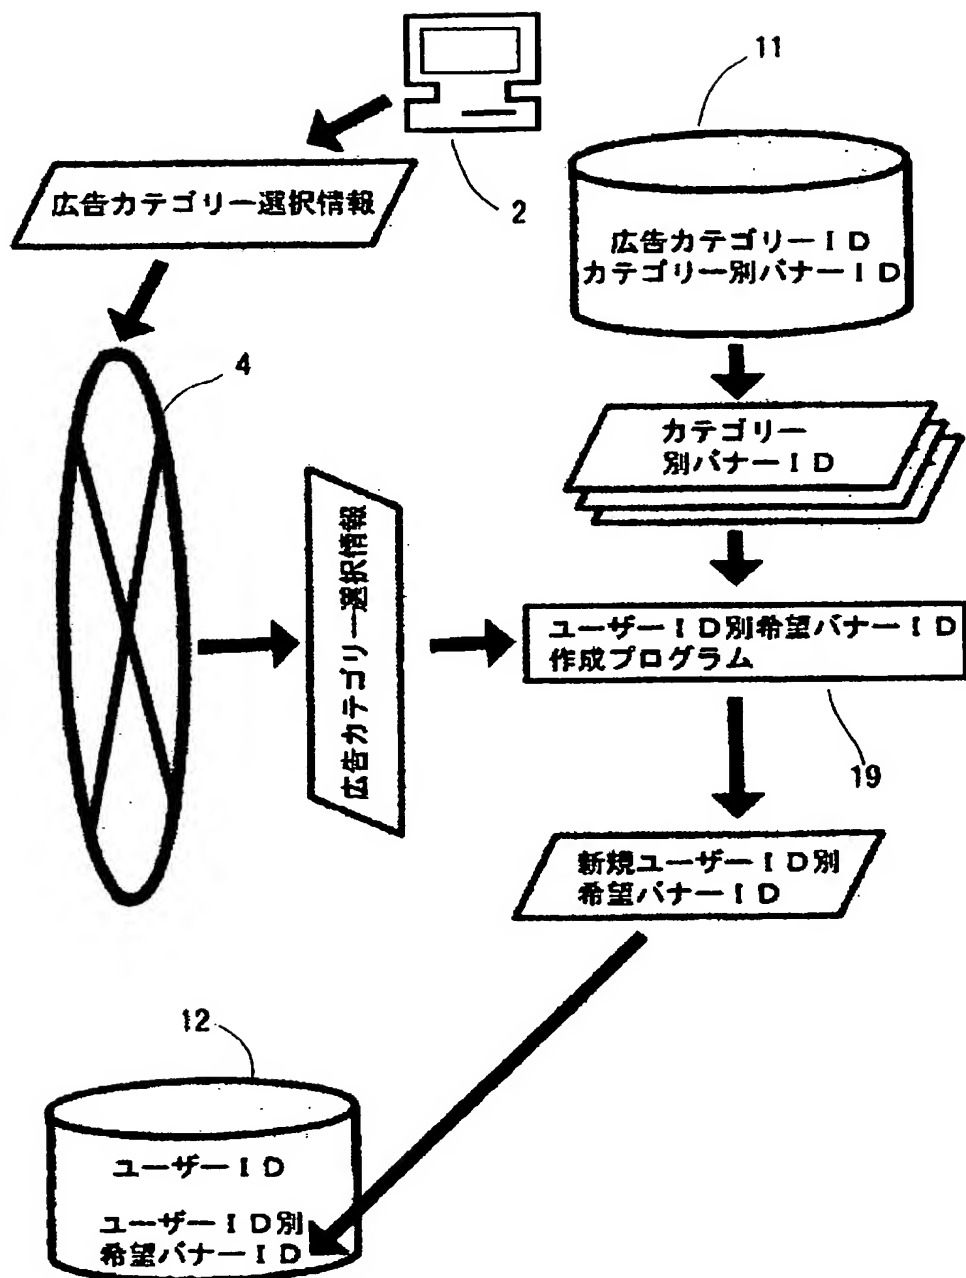 11
2
広告カテゴリー選択情報
広告カテゴリーID
カテゴリー別バナーID
4
カテゴリー
別バナーID
広告カテゴリー選択情報
ユーザーID別希望バナーID
作成プログラム
19
新規ユーザーID別
希望バナーID
12
ユーザーID
ユーザーID別
希望バナーID